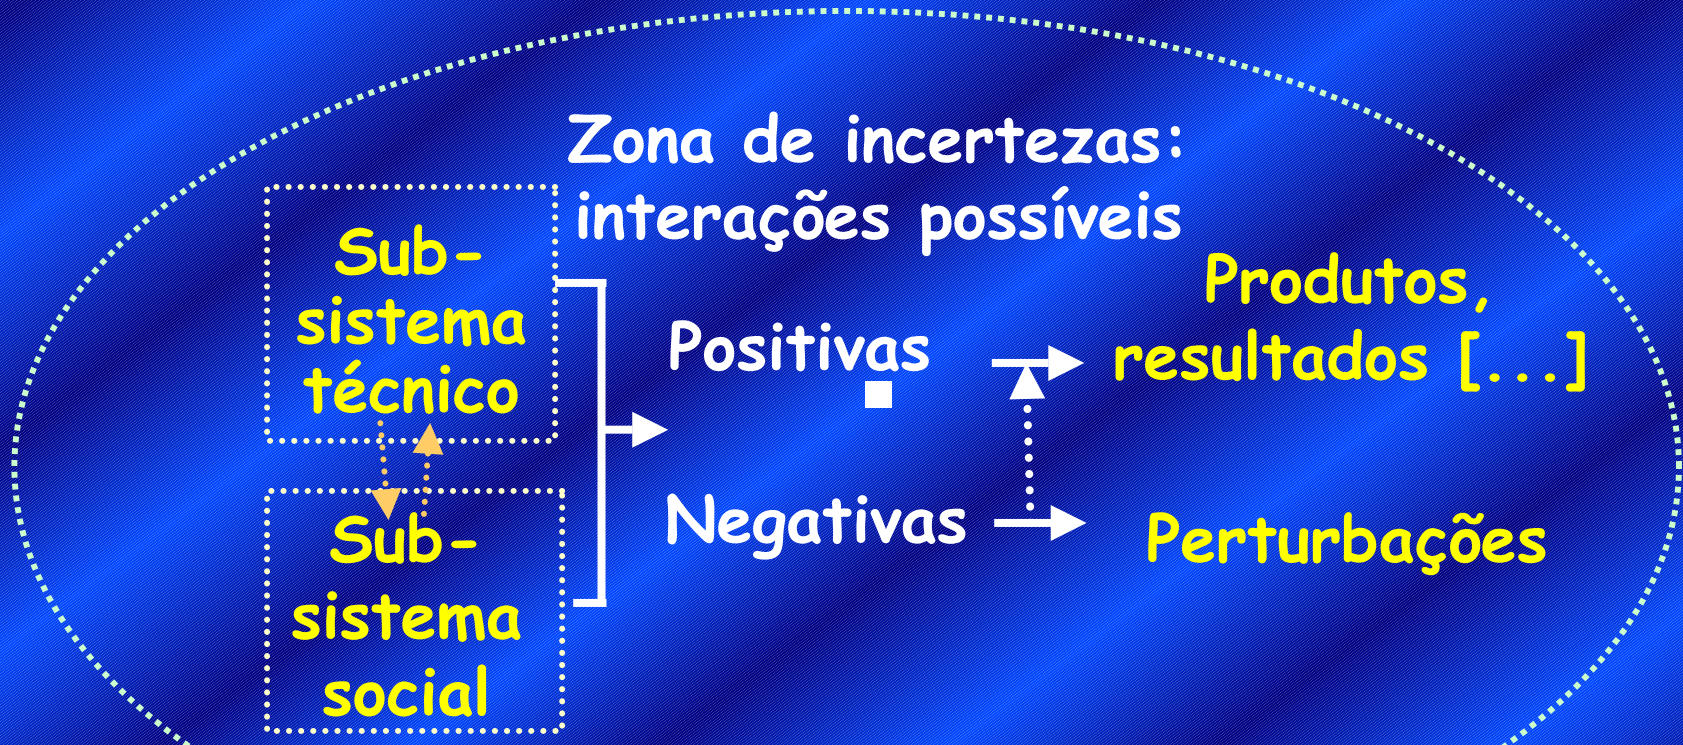 Zona de incertezas:
interações possíveis
Sub-
sistema
técnico
Sub-
sistema
social
Positivas
Negativas
Produtos,
resultados [...]
Perturbações